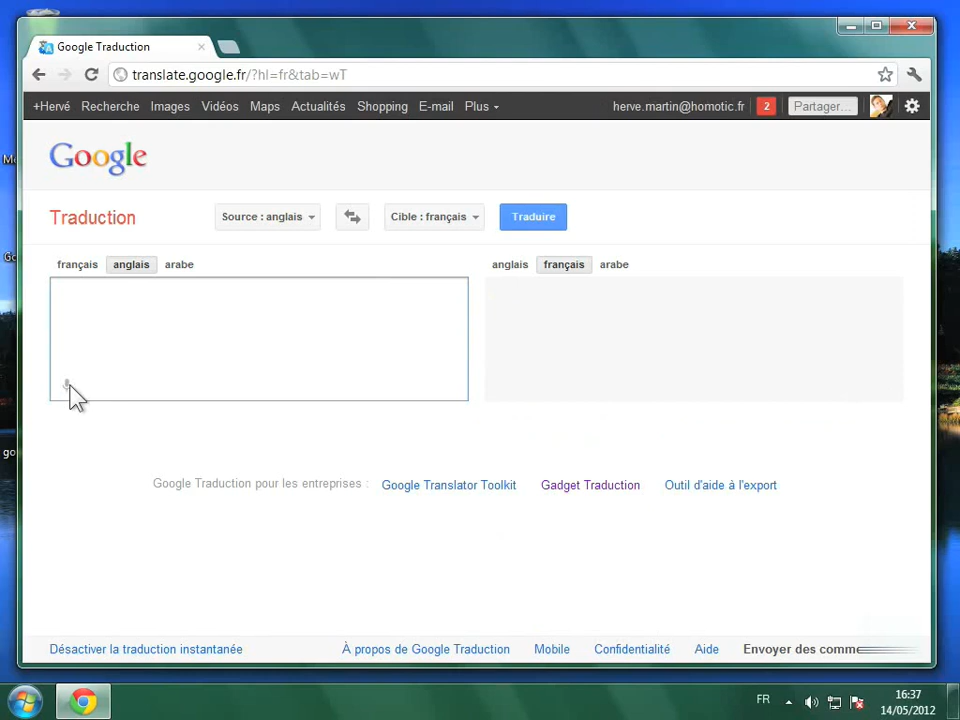 Google Traduction
translate.google.fr/?hl=fr&tab=wT
+Hervé Recherche Images Vidéos Maps Actualités Shopping E-mail Plus herve.martin@homotic.fr 2 Partager...
Google
Traduction Source : anglais Cible : français Traduire
français anglais arabe anglais français arabe
Google Traduction pour les entreprises : Google Translator Toolkit Gadget Traduction Outil d'aide à l'export
Désactiver la traduction instantanée À propos de Google Traduction Mobile Confidentialité Aide Envoyer des comme
FR 16:37
14/05/2012